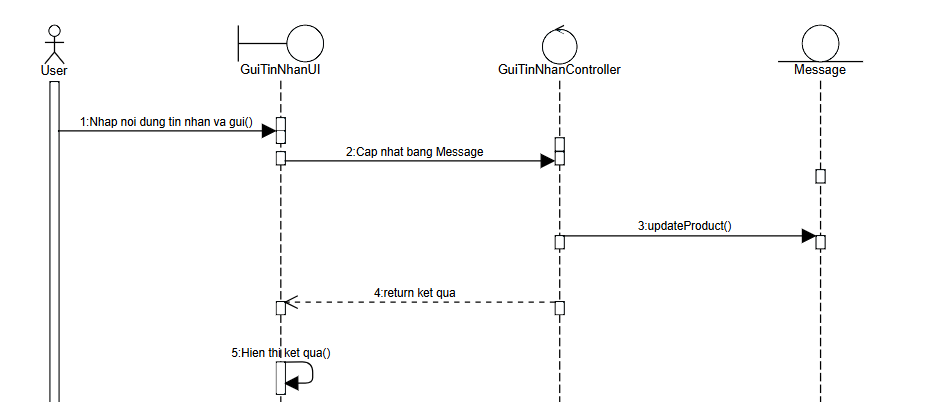 User
GuiTinNhanUI
GuiTinNhanController
Message
1:Nhap noi dung tin nhan va gui()
2:Cap nhat bang Message
3:updateProduct()
4:return ket qua
5:Hien thi ket qua()